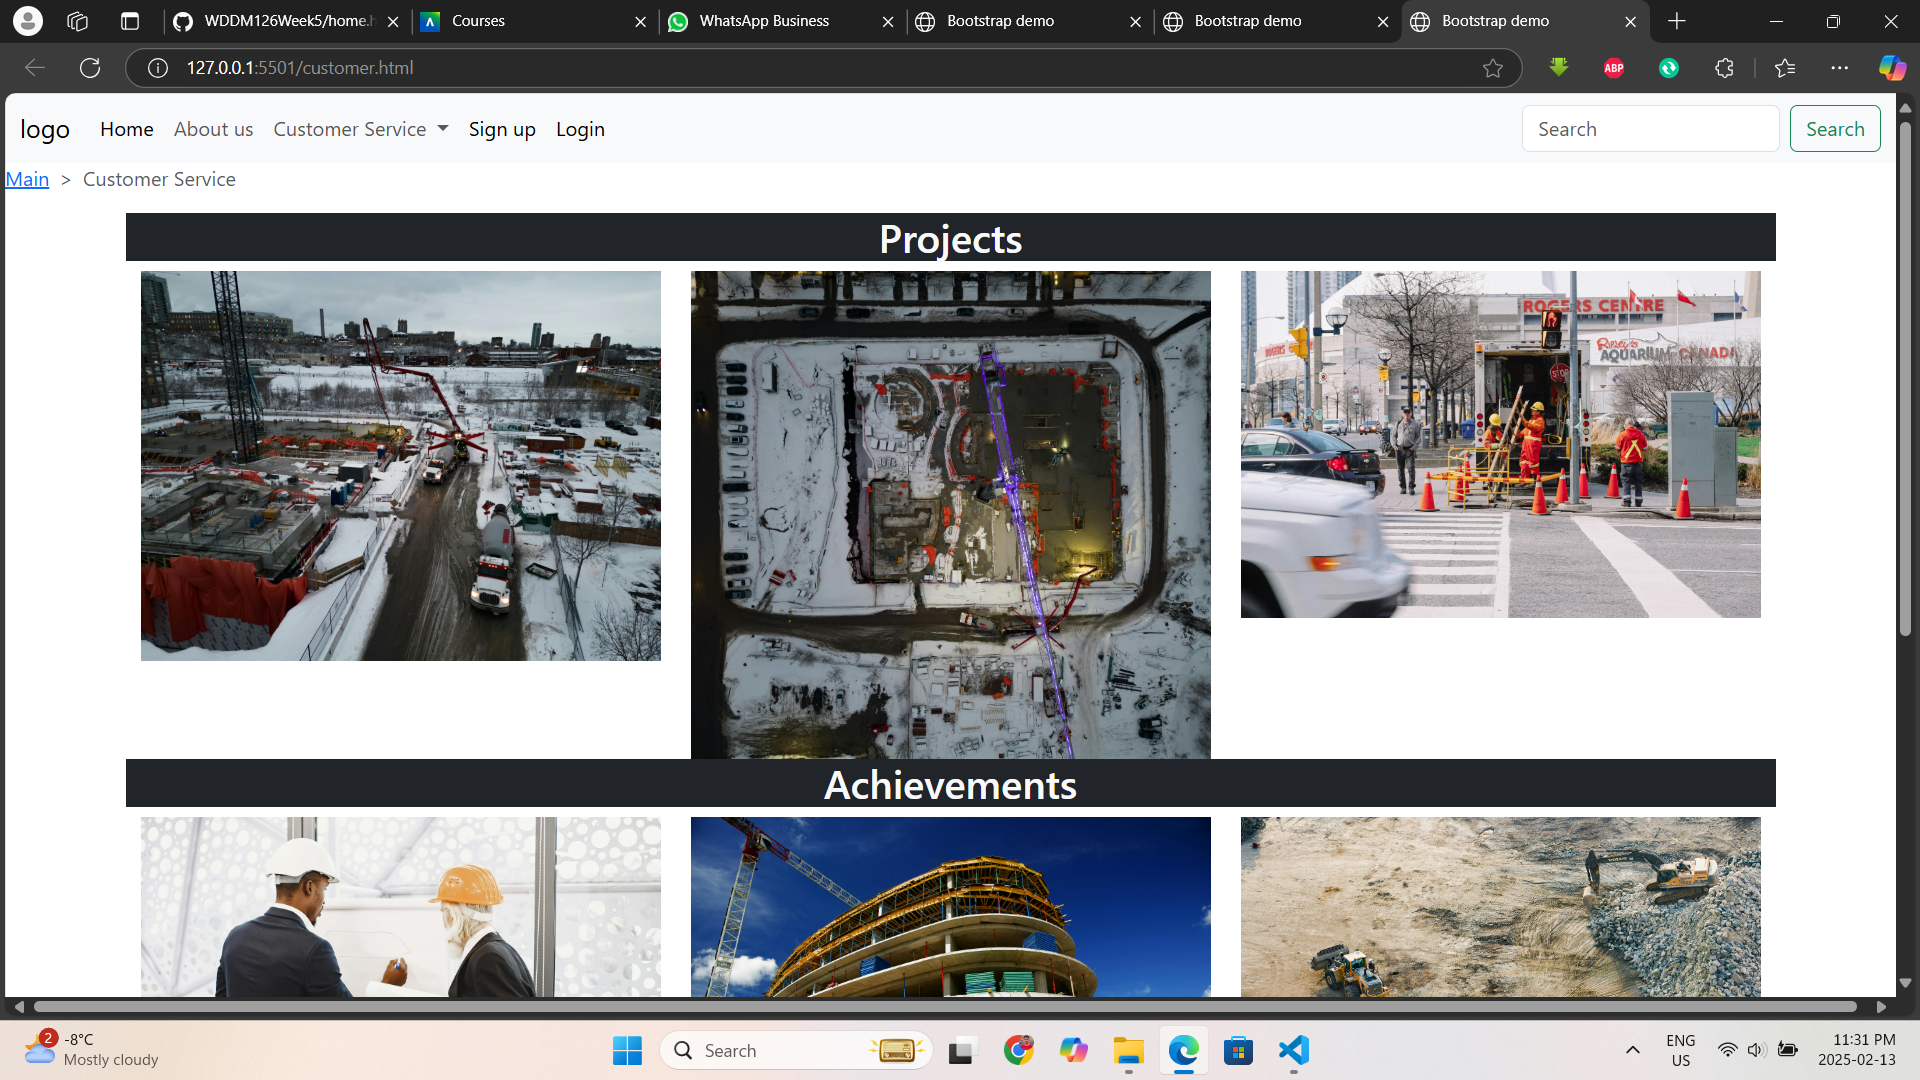 WDDM126Week5/home.h
Courses
WhatsApp Business
Bootstrap demo
Bootstrap demo
Bootstrap demo
127.0.0.1:5501/customer.html
ABP
logo
Home
About us
Customer Service
Sign up
Login
Search
Search
Main > Customer Service
Projects
ROGERS CENTRE
Ripley's
AQUARIUM CANADA
STOP
Achievements
2
-8°C
Mostly cloudy
Search
ENG
US
11:31 PM
2025-02-13